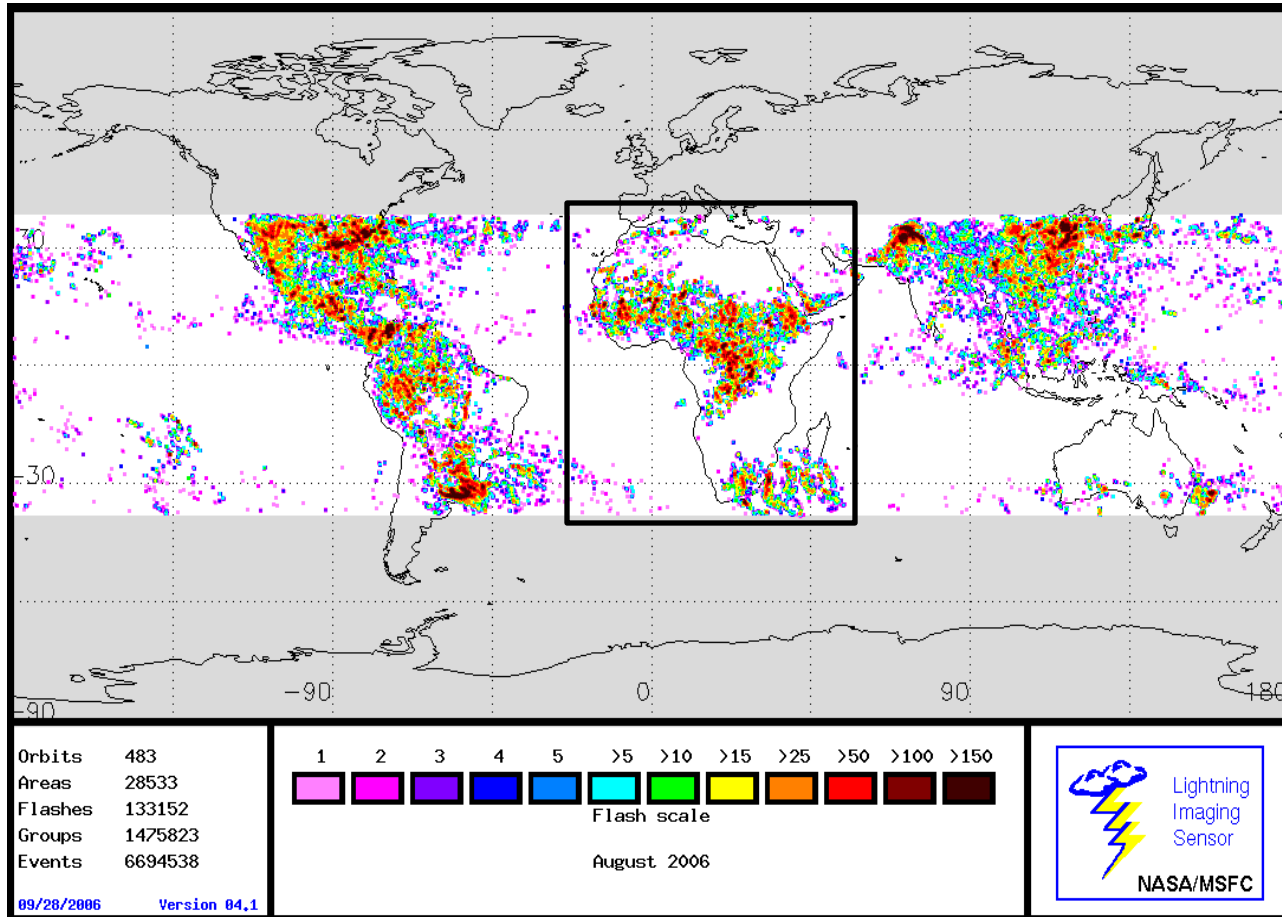 30
-30
-90
-90
0
90
180
Orbits 483
Areas 28533
Flashes 133152
Groups 1475823
Events 6694538
09/28/2006 Version 04.1
1 2 3 4 5 >5 >10 >15 >25 >50 >100 >150
Flash scale
August 2006
Lightning
Imaging
Sensor
NASA/MSFC